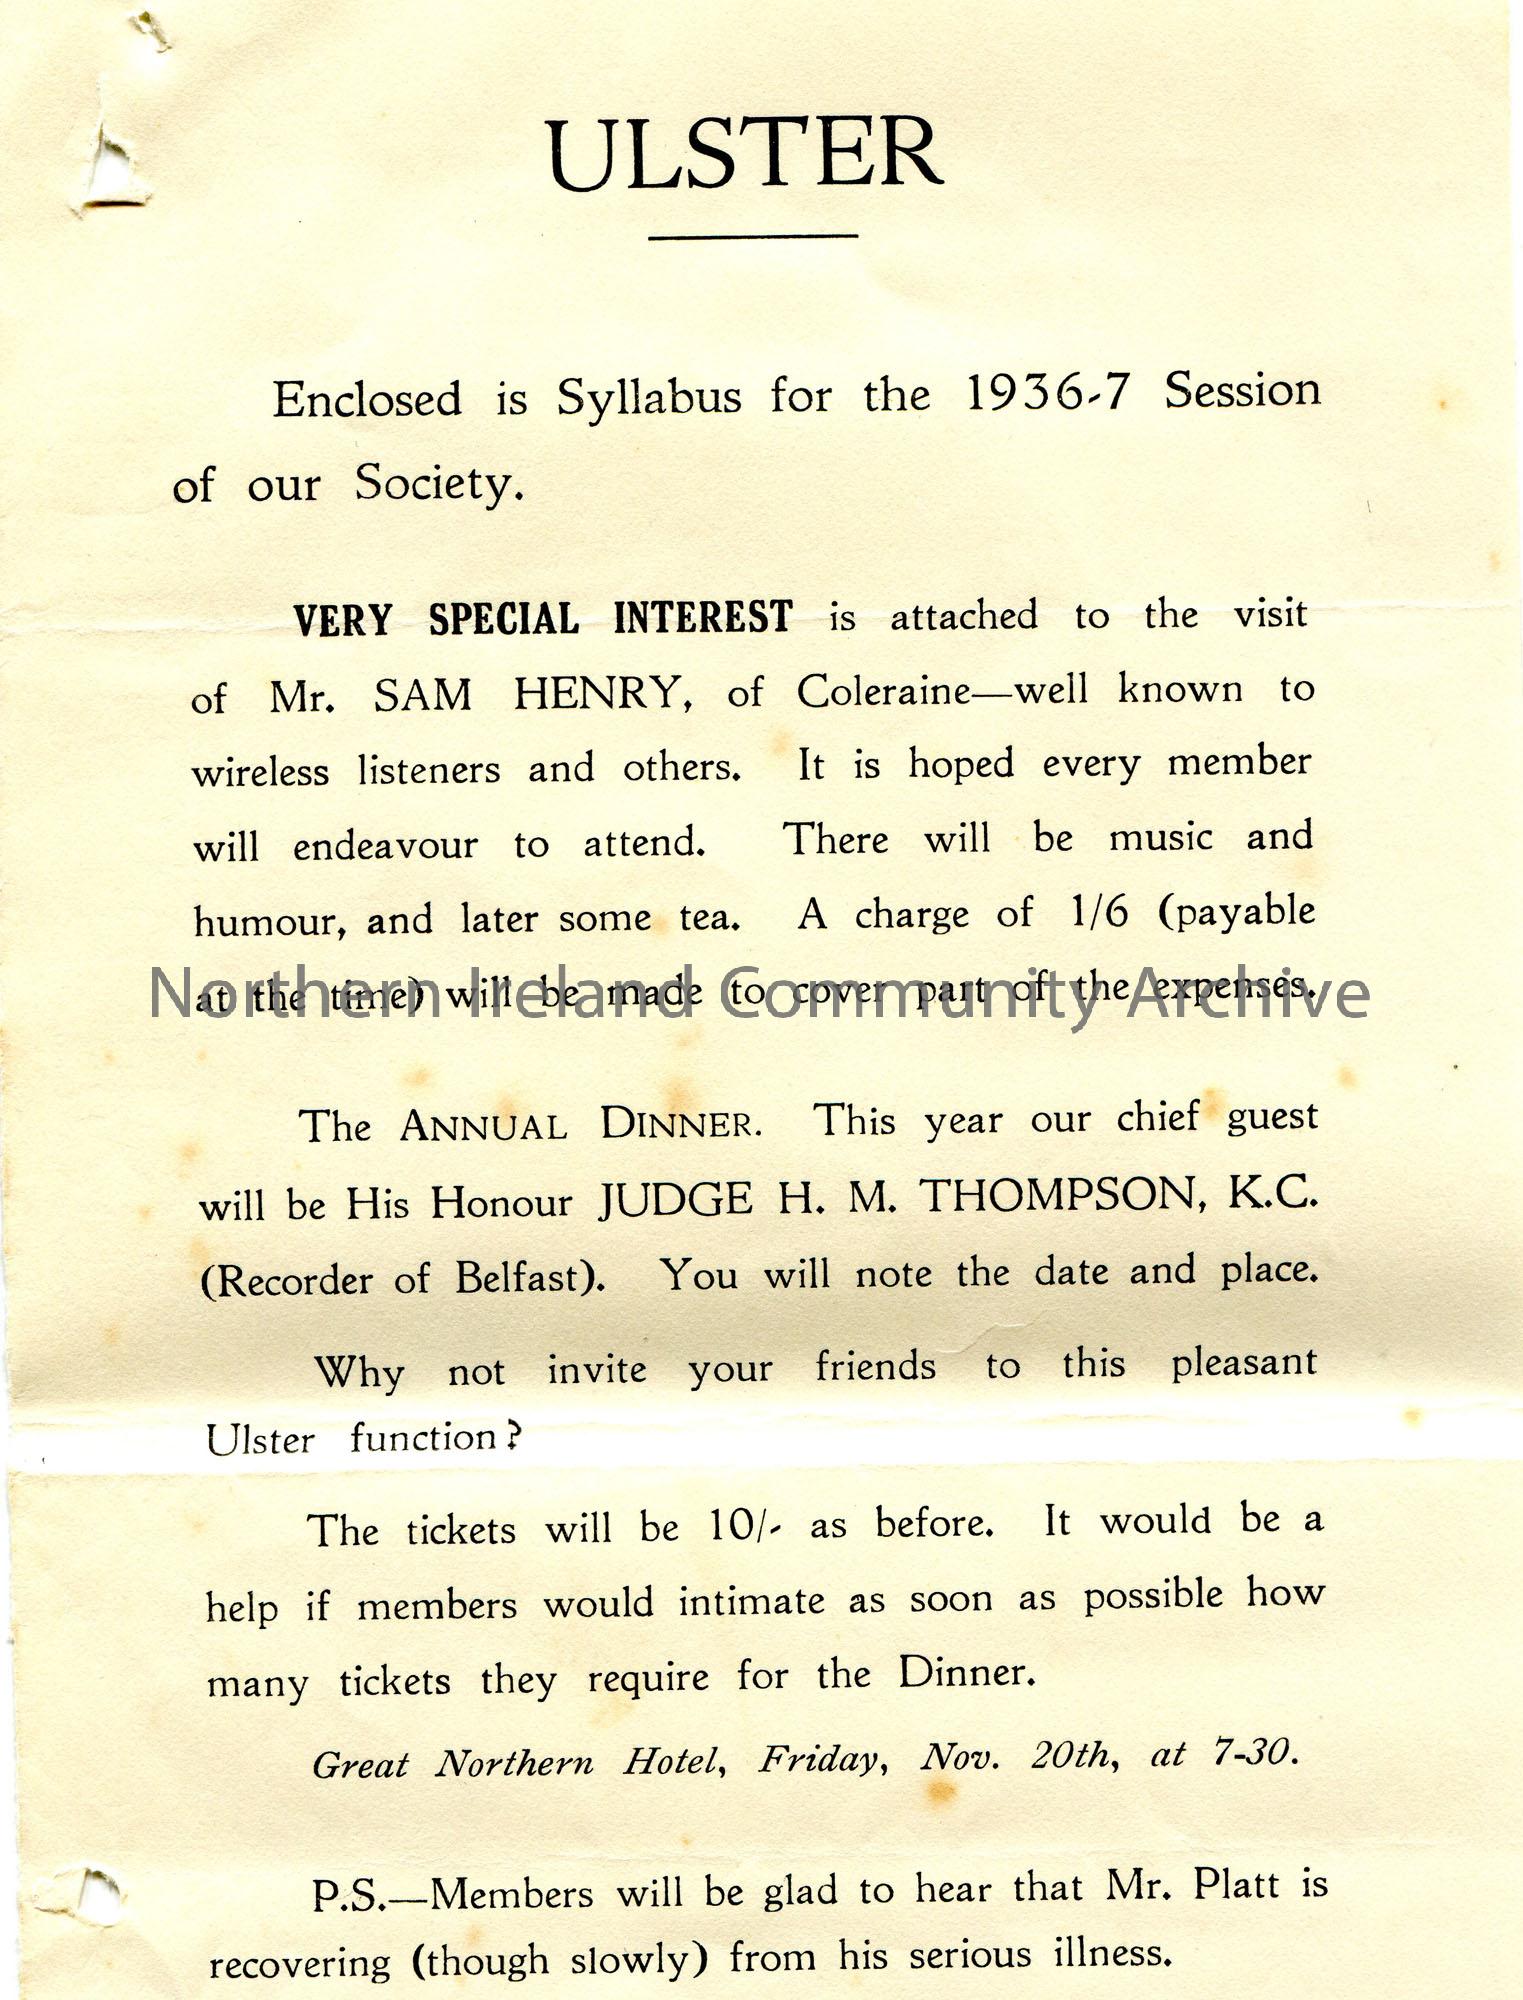 ULSTER
Enclosed is Syllabus for the 1936-7 Session
of our Society.
VERY SPECIAL INTEREST is attached to the visit
of Mr. SAM HENRY, of Coleraine—well known to
wireless listeners and others. It is hoped every member
will endeavour to attend. There will be music and
humour, and later some tea. A charge of 1/6 (payable
at the time) will be made to cover part of the expenses.
Northern Ireland Community Archive
The ANNUAL DINNER. This year our chief guest
will be His Honour JUDGE H. M. THOMPSON, K.C.
(Recorder of Belfast). You will note the date and place.
Why not invite your friends to this pleasant
Ulster function?
The tickets will be 10/- as before. It would be a
help if members would intimate as soon as possible how
many tickets they require for the Dinner.
Great Northern Hotel, Friday, Nov. 20th, at 7-30.
P.S.—Members will be glad to hear that Mr. Platt is
recovering (though slowly) from his serious illness.